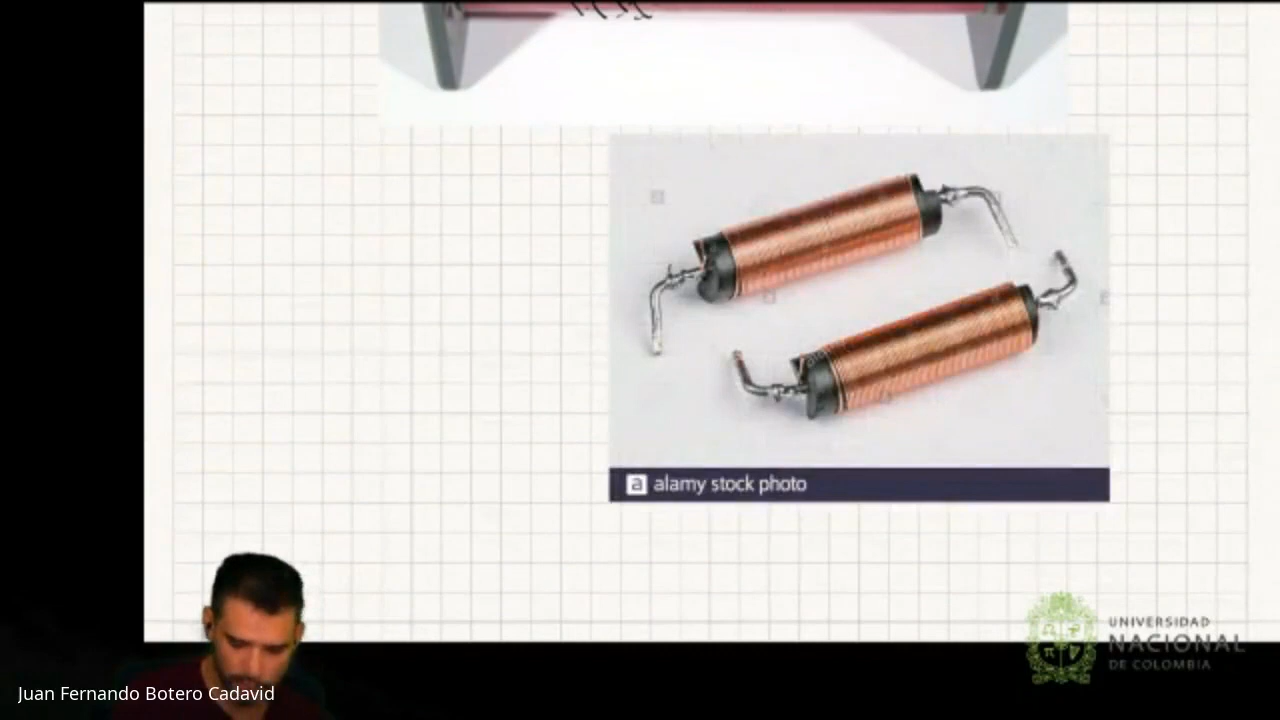 a alamy stock photo
UNIVERSIDAD
NACIONAL
DE COLOMBIA
Juan Fernando Botero Cadavid